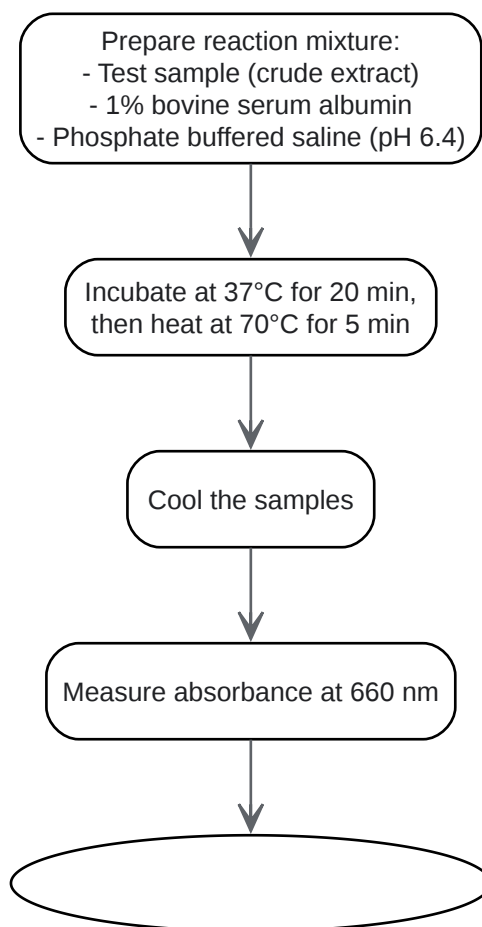 Prepare reaction mixture:
- Test sample (crude extract)
- 1% bovine serum albumin
- Phosphate buffered saline (pH 6.4)
Incubate at 37°C for 20 min,
then heat at 70°C for 5 min
Cool the samples
Measure absorbance at 660 nm